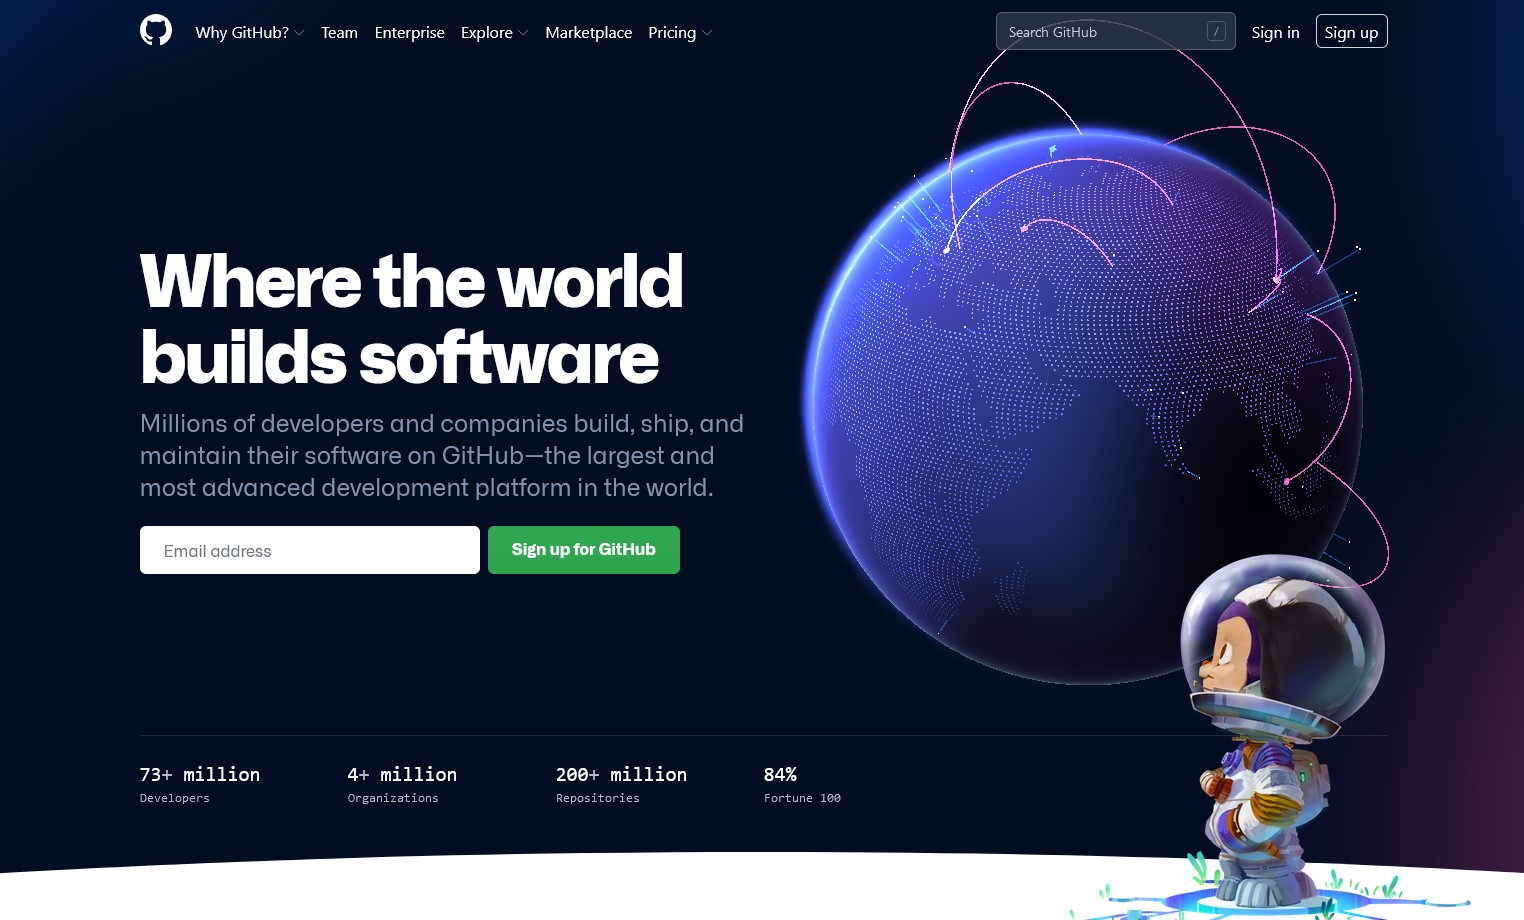 Why GitHub? Team Enterprise Explore Marketplace Pricing Search GitHub / Sign in Sign up
Where the world
builds software
Millions of developers and companies build, ship, and
maintain their software on GitHub—the largest and
most advanced development platform in the world.
Email address Sign up for GitHub
73+ million 4+ million 200+ million 84%
Developers Organizations Repositories Fortune 100